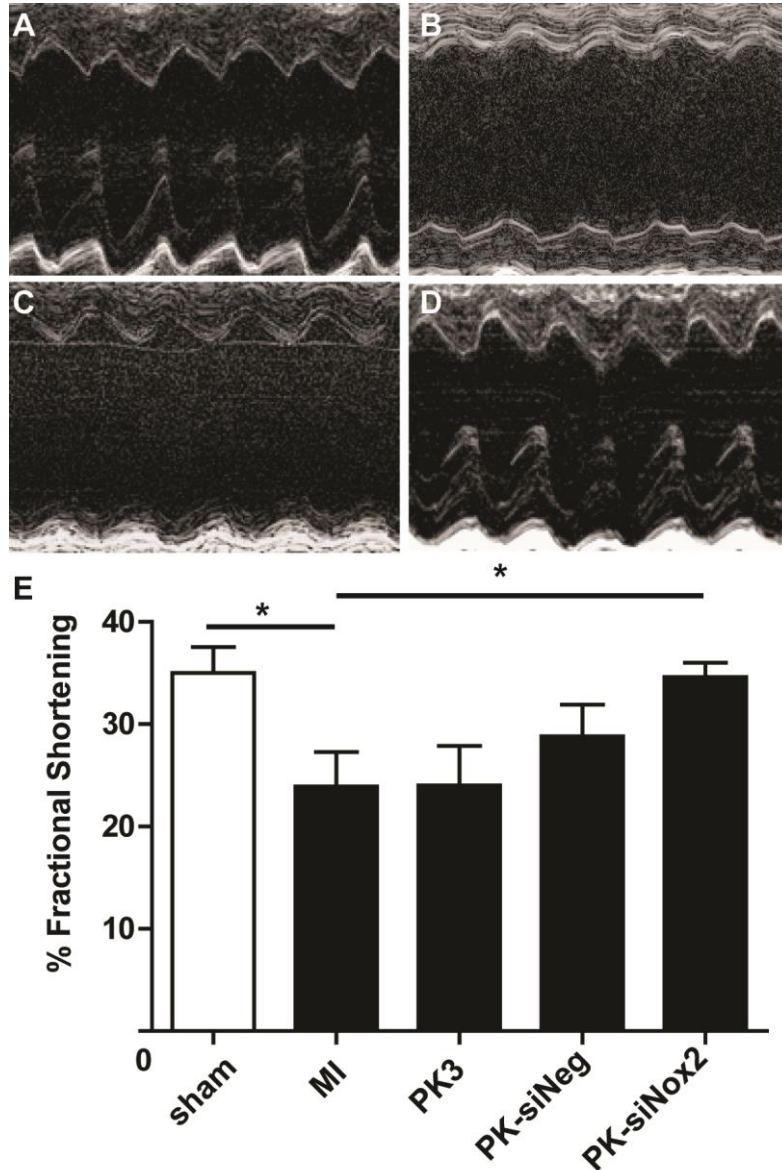 A
B
C
D
E
*
*
% Fractional Shortening
40
30
20
10
0
sham
MI
PK3
PK-siNeg
PK-siNox2